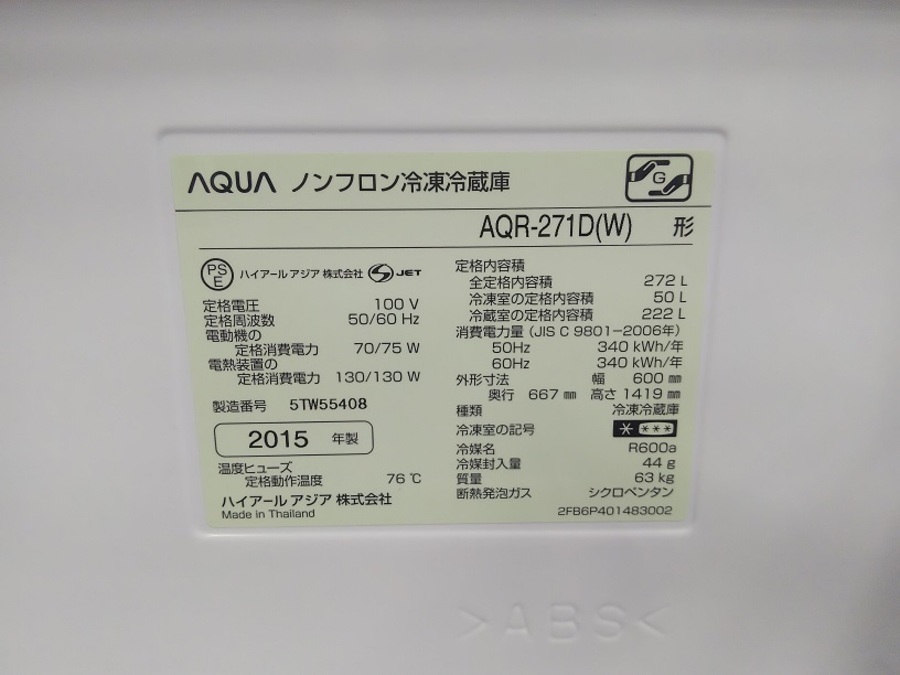 AQUA ノンフロン冷凍冷蔵庫
G
AQR-271D(W) 形
PS
E
ハイアール アジア 株式会社 JET
定格電圧 100 V
定格周波数 50/60 Hz
電動機の
定格消費電力 70/75 W
電熱装置の
定格消費電力 130/130 W
製造番号 5TW55408
2015 年製
温度ヒューズ
定格動作温度 76 ℃
ハイアール アジア 株式会社
Made in Thailand
定格内容積
全定格内容積 272 L
冷凍室の定格内容積 50 L
冷蔵室の定格内容積 222 L
消費電力量 (JIS C 9801−2006年)
50Hz 340 kWh/年
60Hz 340 kWh/年
外形寸法 幅 600 ㎜
奥行 667 ㎜ 高さ 1419 ㎜
種類 冷凍冷蔵庫
冷凍室の記号 * ***
冷媒名 R600a
冷媒封入量 44 g
質量 63 kg
断熱発泡ガス シクロペンタン
2FB6P401483002
>ABS<